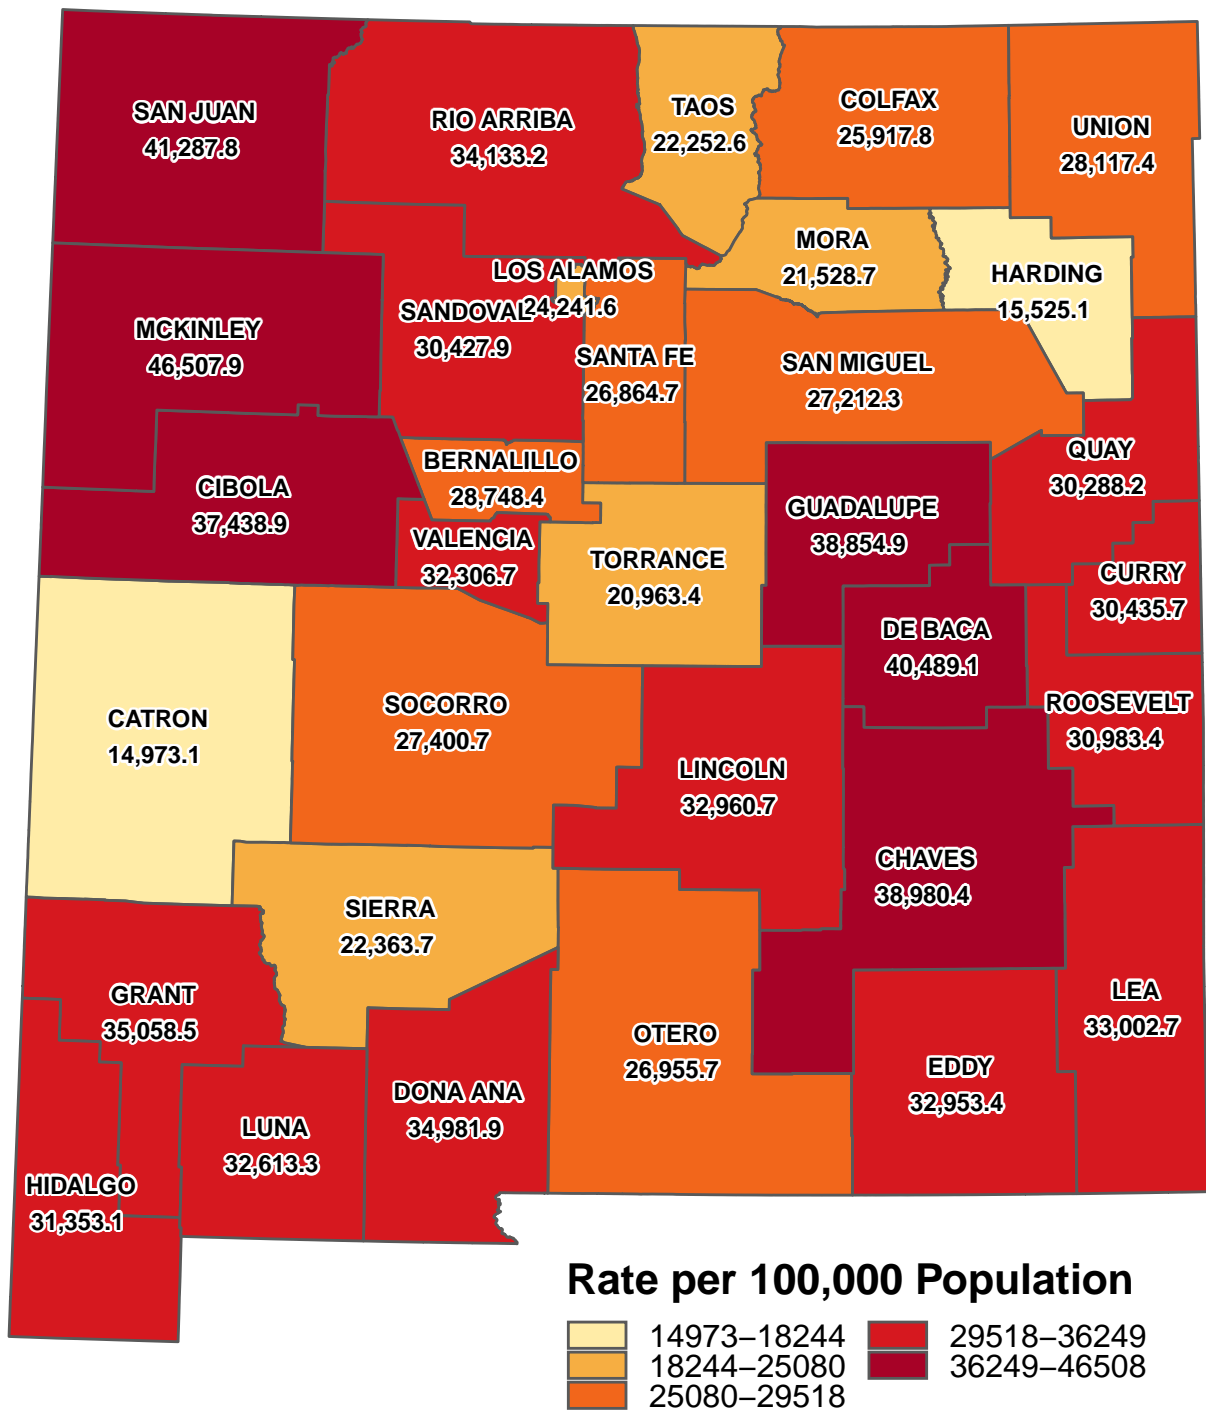 SAN JUAN
41,287.8
RIO ARRIBA
34,133.2
TAOS
22,252.6
COLFAX
25,917.8
UNION
28,117.4
MORA
21,528.7
HARDING
15,525.1
LOS ALAMOS
24,241.6
SANDOVAL
30,427.9
MCKINLEY
46,507.9
SANTA FE
26,864.7
SAN MIGUEL
27,212.3
QUAY
30,288.2
BERNALILLO
28,748.4
CIBOLA
37,438.9
GUADALUPE
38,854.9
VALENCIA
32,306.7
TORRANCE
20,963.4
CURRY
30,435.7
DE BACA
40,489.1
CATRON
14,973.1
SOCORRO
27,400.7
ROOSEVELT
30,983.4
LINCOLN
32,960.7
CHAVES
38,980.4
SIERRA
22,363.7
GRANT
35,058.5
LEA
33,002.7
OTERO
26,955.7
EDDY
32,953.4
DONA ANA
34,981.9
LUNA
32,613.3
HIDALGO
31,353.1
Rate per 100,000 Population
14973–18244
18244–25080
25080–29518
29518–36249
36249–46508